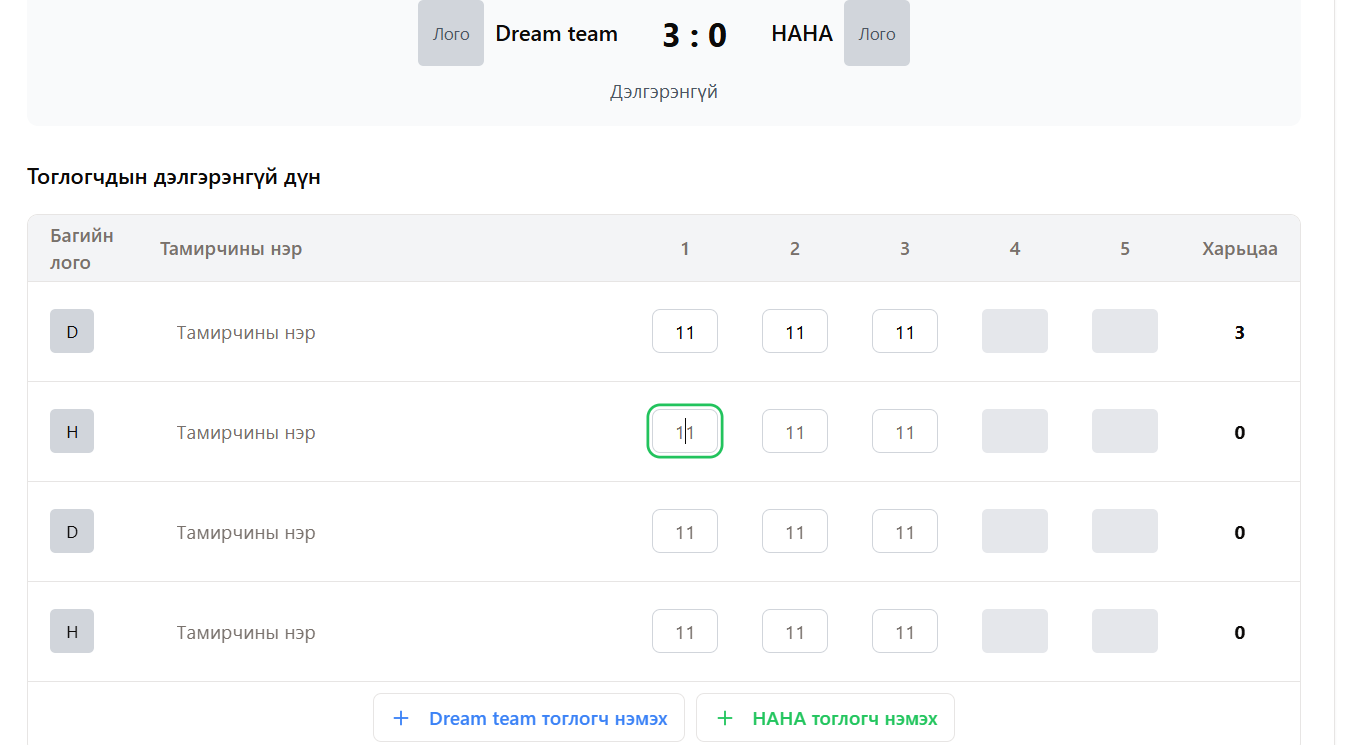 Лого Dream team 3 : 0 HAHA Лого
Дэлгэрэнгүй
Тоглогчдын дэлгэрэнгүй дүн
Багийн лого Тамирчины нэр 1 2 3 4 5 Харьцаа
D Тамирчины нэр 11 11 11 3
H Тамирчины нэр 11 11 11 0
D Тамирчины нэр 11 11 11 0
H Тамирчины нэр 11 11 11 0
+ Dream team тоглогч нэмэх + HAHA тоглогч нэмэх